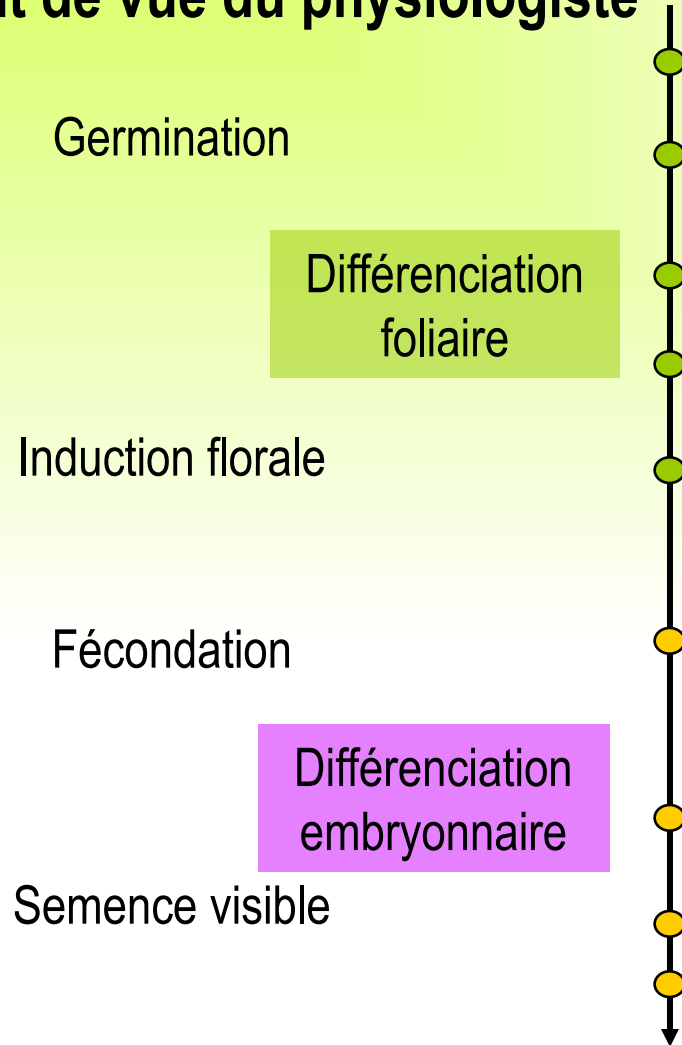 t de vue du physiologiste
Germination
Différenciation
foliaire
Induction florale
Fécondation
Différenciation
embryonnaire
Semence visible